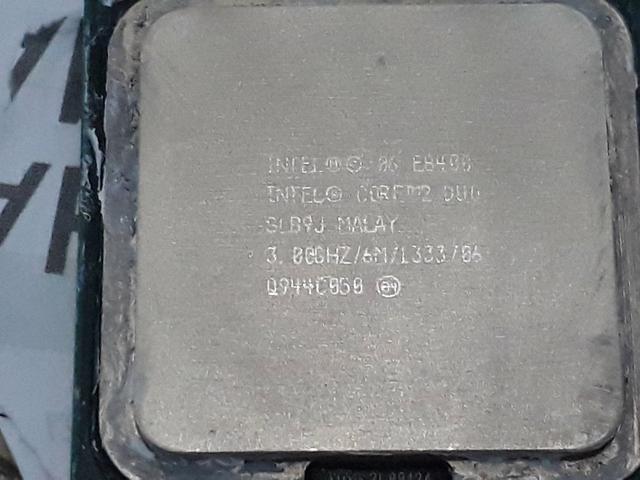 INTEL® © '06 E8400
INTEL® CORE™2 DUO
SLB9J MALAY
3.00GHZ/6M/1333/06
Q944C050 e4